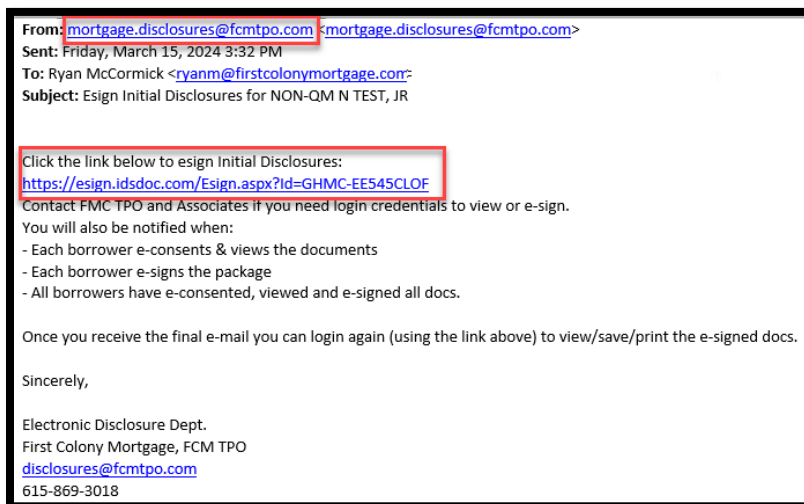 From: mortgage.disclosures@fcmtpo.com <mortgage.disclosures@fcmtpo.com>
Sent: Friday, March 15, 2024 3:32 PM
To: Ryan McCormick <ryanm@firstcolonymortgage.com>
Subject: Esign Initial Disclosures for NON-QM N TEST, JR
Click the link below to esign Initial Disclosures:
https://esign.idsdoc.com/Esign.aspx?Id=GHMC-EE545CLOF
Contact FMC TPO and Associates if you need login credentials to view or e-sign.
You will also be notified when:
- Each borrower e-consents & views the documents
- Each borrower e-signs the package
- All borrowers have e-consented, viewed and e-signed all docs.
Once you receive the final e-mail you can login again (using the link above) to view/save/print the e-signed docs.
Sincerely,
Electronic Disclosure Dept.
First Colony Mortgage, FCM TPO
disclosures@fcmtpo.com
615-869-3018